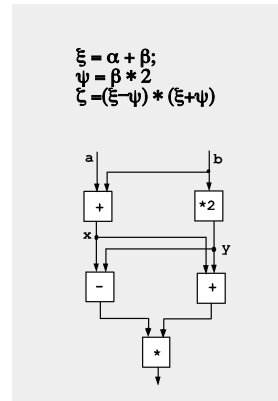 ξ = α + β;
ψ = β * 2
ζ =(ξ−ψ) * (ξ+ψ)
a b
+ *2
x y
- +
*